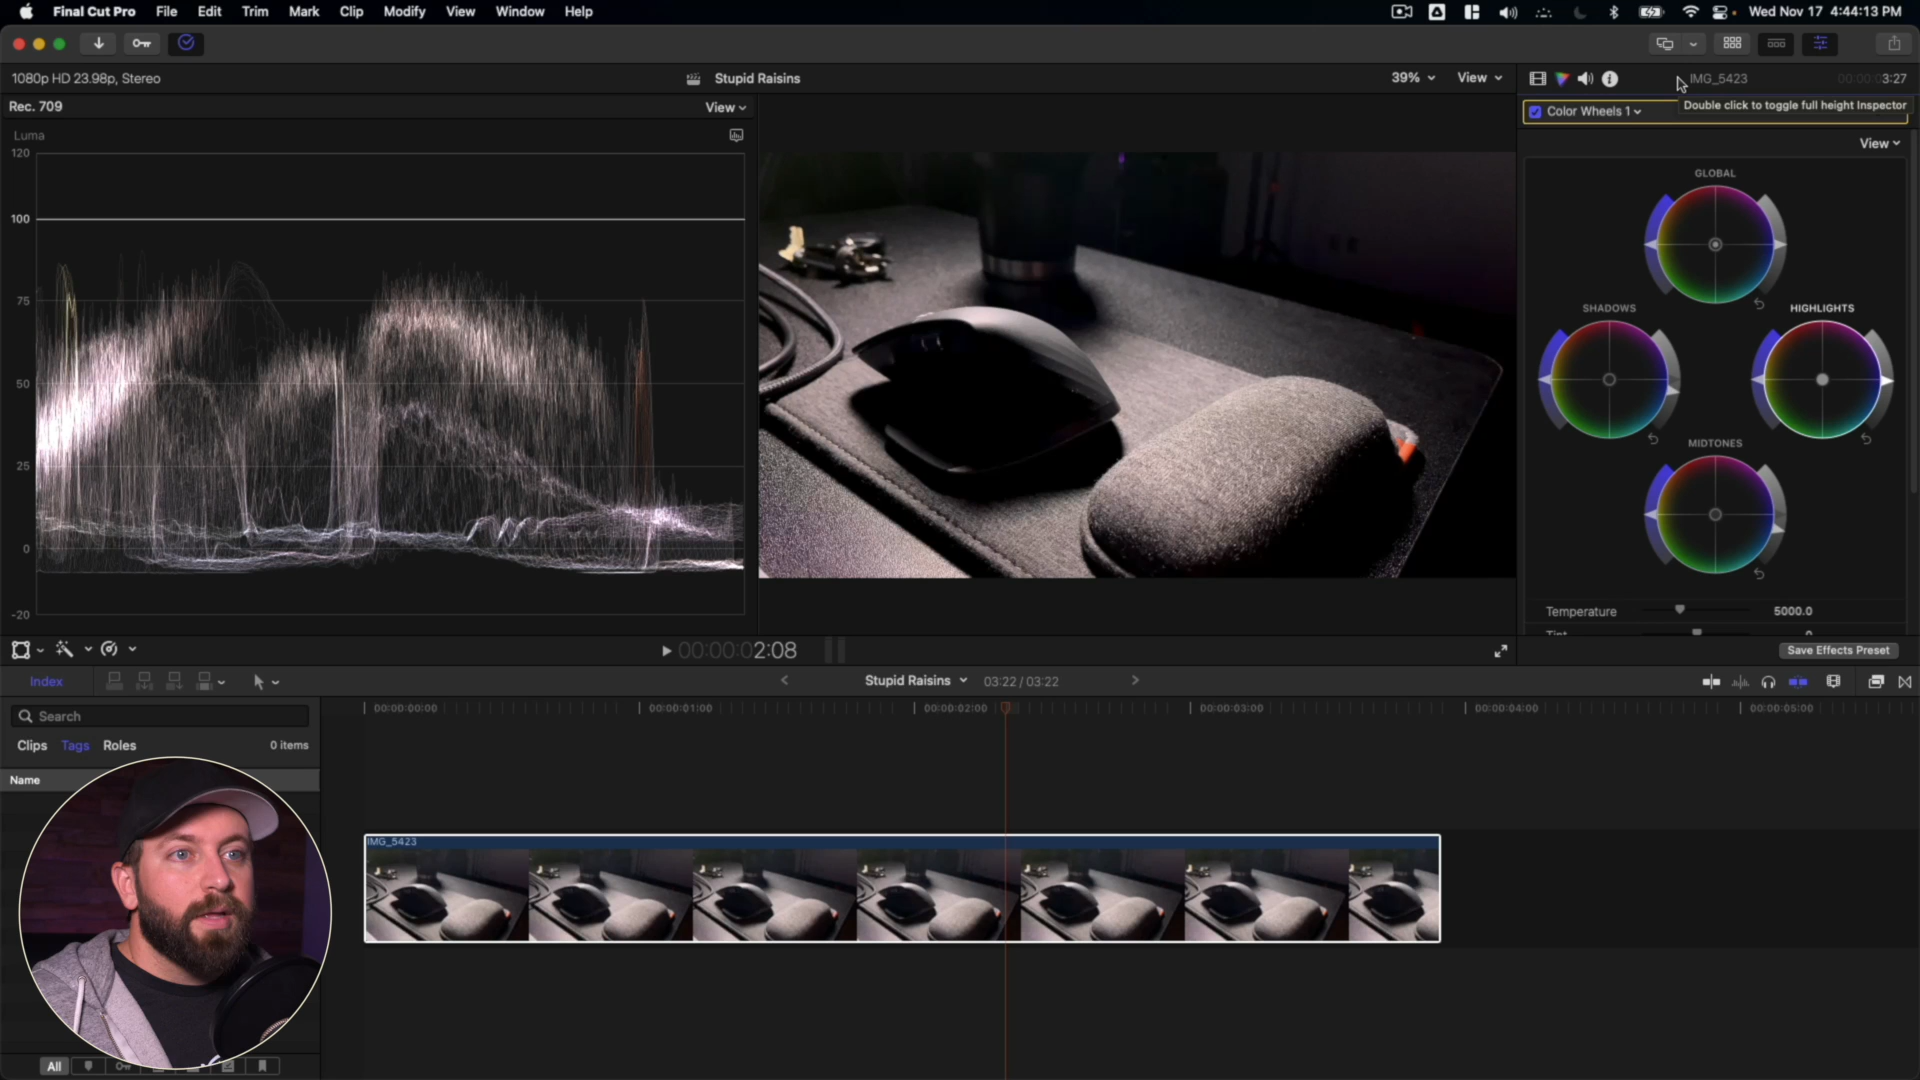 Final Cut Pro File Edit Trim Mark Clip Modify View Window Help
Wed Nov 17 4:44:13 PM
1080p HD 23.98p, Stereo
Stupid Raisins
39%
View
IMG_5423
00:00:03:27
Rec. 709
View
Color Wheels 1
Double click to toggle full height Inspector
Luma
View
120
100
75
50
25
0
-20
GLOBAL
SHADOWS
HIGHLIGHTS
MIDTONES
Temperature 5000.0
Tint 0
00:00:02:08
Save Effects Preset
Index
Stupid Raisins
03:22 / 03:22
00:00:00:00
00:00:01:00
00:00:02:00
00:00:03:00
00:00:04:00
00:00:05:00
Search
Clips Tags Roles
0 items
Name
IMG_5423
All